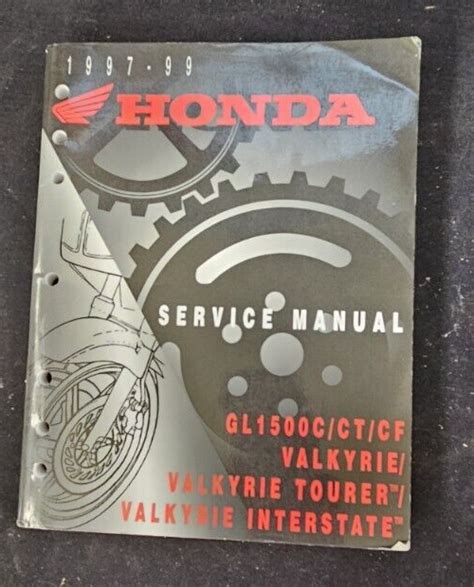 1997-99
HONDA
SERVICE MANUAL
GL1500C/CT/CF
VALKYRIE/
VALKYRIE TOURER™/
VALKYRIE INTERSTATE™